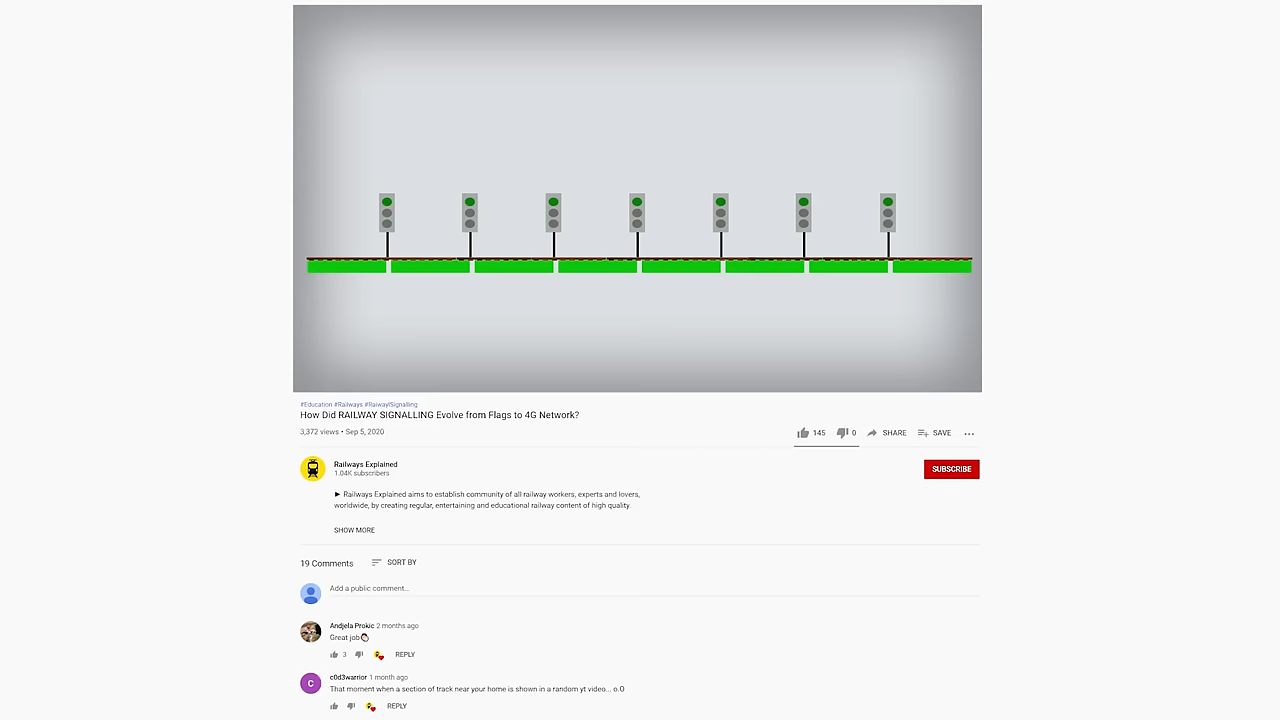 #Education #Railways #RaiwaylSignalling
How Did RAILWAY SIGNALLING Evolve from Flags to 4G Network?
3,372 views • Sep 5, 2020
145 0 SHARE SAVE
Railways Explained
1.04K subscribers
SUBSCRIBE
► Railways Explained aims to establish community of all railway workers, experts and lovers,
worldwide, by creating regular, entertaining and educational railway content of high quality.
SHOW MORE
19 Comments SORT BY
Add a public comment...
Andjela Prokic 2 months ago
Great job
3 REPLY
C
c0d3warrior 1 month ago
That moment when a section of track near your home is shown in a random yt video... o.O
REPLY